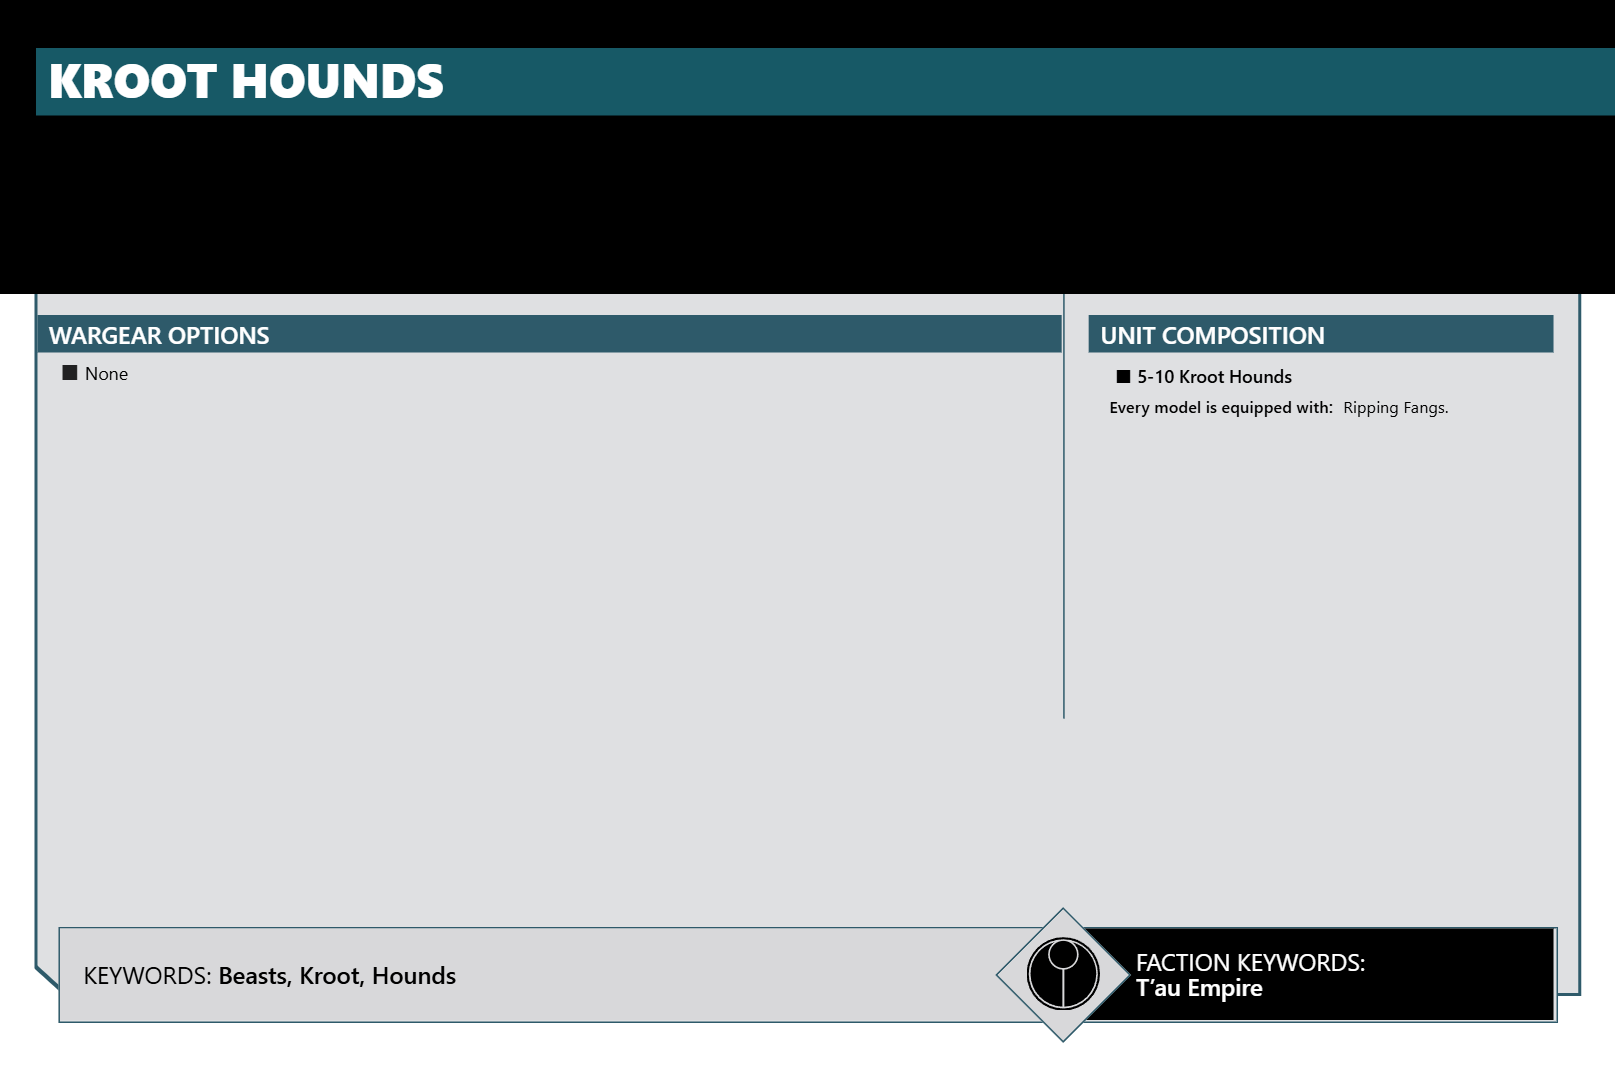 KROOT HOUNDS
WARGEAR OPTIONS
None
UNIT COMPOSITION
5-10 Kroot Hounds
Every model is equipped with: Ripping Fangs.
KEYWORDS: Beasts, Kroot, Hounds
FACTION KEYWORDS:
T’au Empire